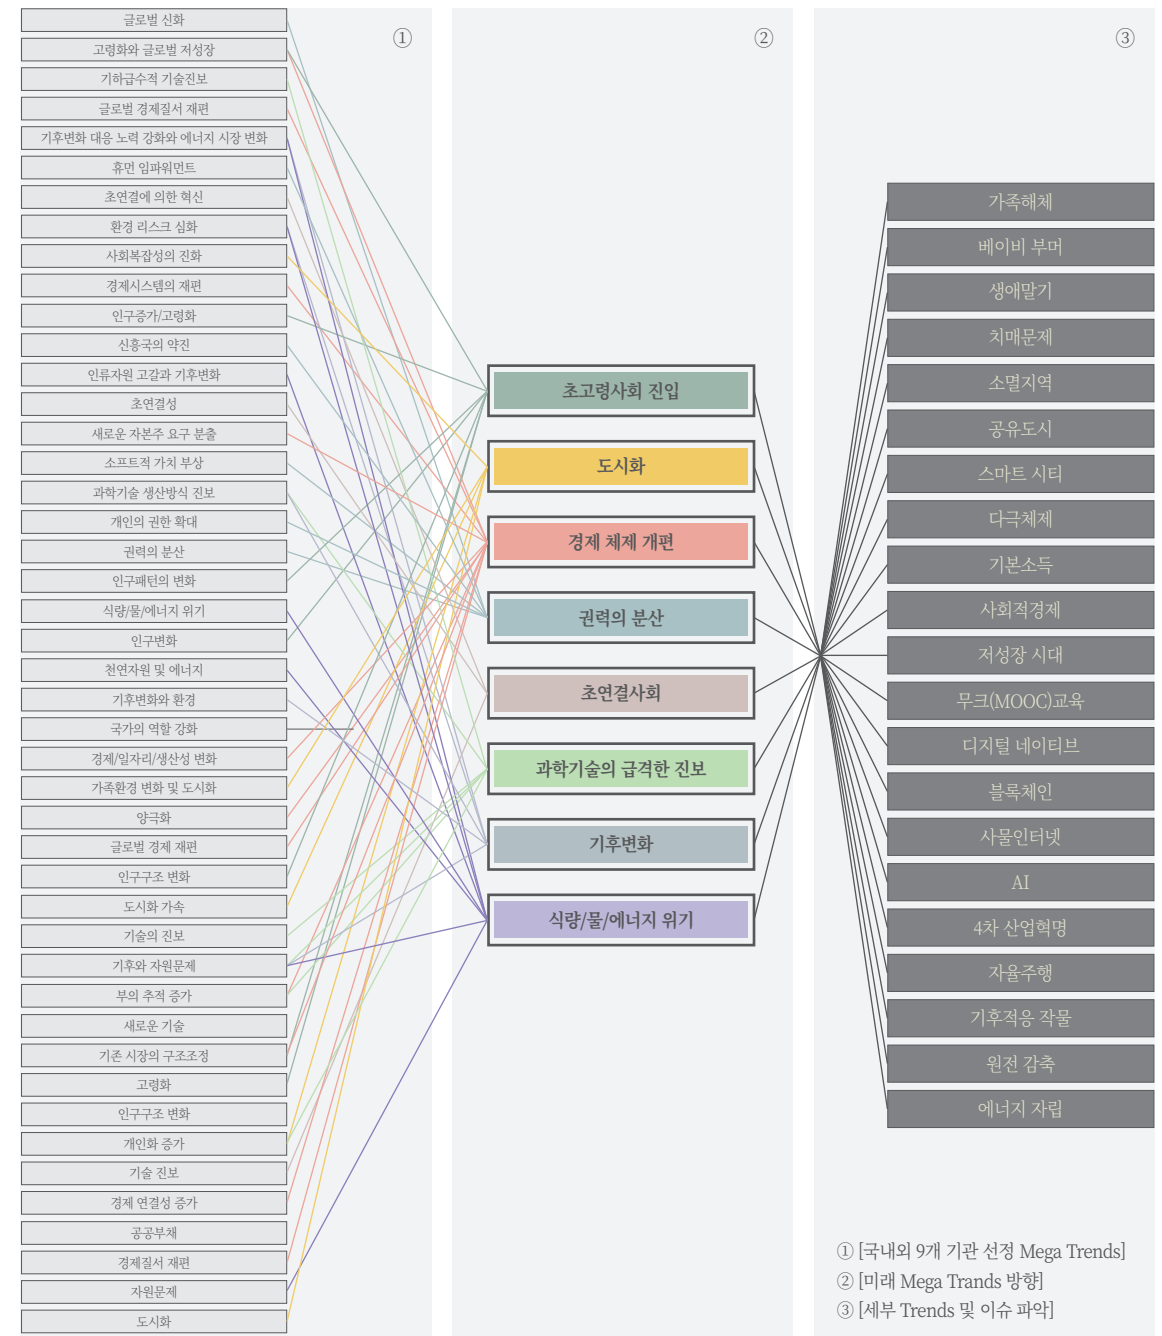 ①
글로벌 신화
고령화와 글로벌 저성장
기하급수적 기술진보
글로벌 경제질서 재편
기후변화 대응 노력 강화와 에너지 시장 변화
휴먼 임파워먼트
초연결에 의한 혁신
환경 리스크 심화
사회복잡성의 진화
경제시스템의 재편
인구증가/고령화
신흥국의 약진
인류자원 고갈과 기후변화
초연결성
새로운 자본주 요구 분출
소프트적 가치 부상
과학기술 생산방식 진보
개인의 권한 확대
권력의 분산
인구패턴의 변화
식량/물/에너지 위기
인구변화
천연자원 및 에너지
기후변화와 환경
국가의 역할 강화
경제/일자리/생산성 변화
가족환경 변화 및 도시화
양극화
글로벌 경제 재편
인구구조 변화
도시화 가속
기술의 진보
기후와 자원문제
부의 추적 증가
새로운 기술
기존 시장의 구조조정
고령화
인구구조 변화
개인화 증가
기술 진보
경제 연결성 증가
공공부채
경제질서 재편
자원문제
도시화
②
초고령사회 진입
도시화
경제 체제 개편
권력의 분산
초연결사회
과학기술의 급격한 진보
기후변화
식량/물/에너지 위기
③
가족해체
베이비 부머
생애말기
치매문제
소멸지역
공유도시
스마트 시티
다극체제
기본소득
사회적경제
저성장 시대
무크(MOOC)교육
디지털 네이티브
블록체인
사물인터넷
AI
4차 산업혁명
자율주행
기후적응 작물
원전 감축
에너지 자립
① [국내외 9개 기관 선정 Mega Trends]
② [미래 Mega Trands 방향]
③ [세부 Trends 및 이슈 파악]